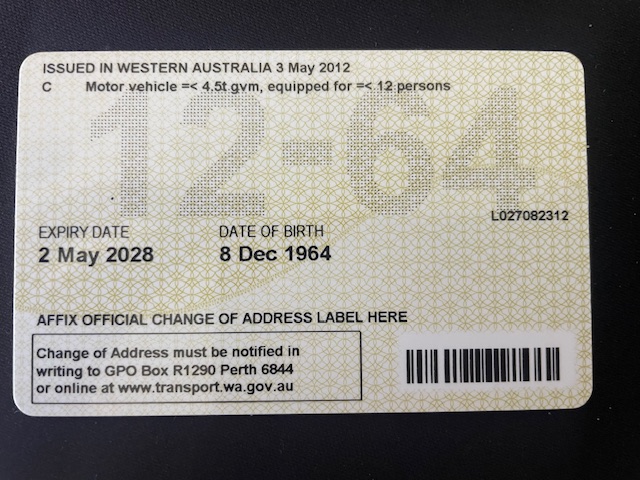 ISSUED IN WESTERN AUSTRALIA 3 May 2012
C Motor vehicle =< 4.5t gvm, equipped for =< 12 persons
12-64
L027082312
EXPIRY DATE DATE OF BIRTH
2 May 2028 8 Dec 1964
AFFIX OFFICIAL CHANGE OF ADDRESS LABEL HERE
Change of Address must be notified in
writing to GPO Box R1290 Perth 6844
or online at www.transport.wa.gov.au